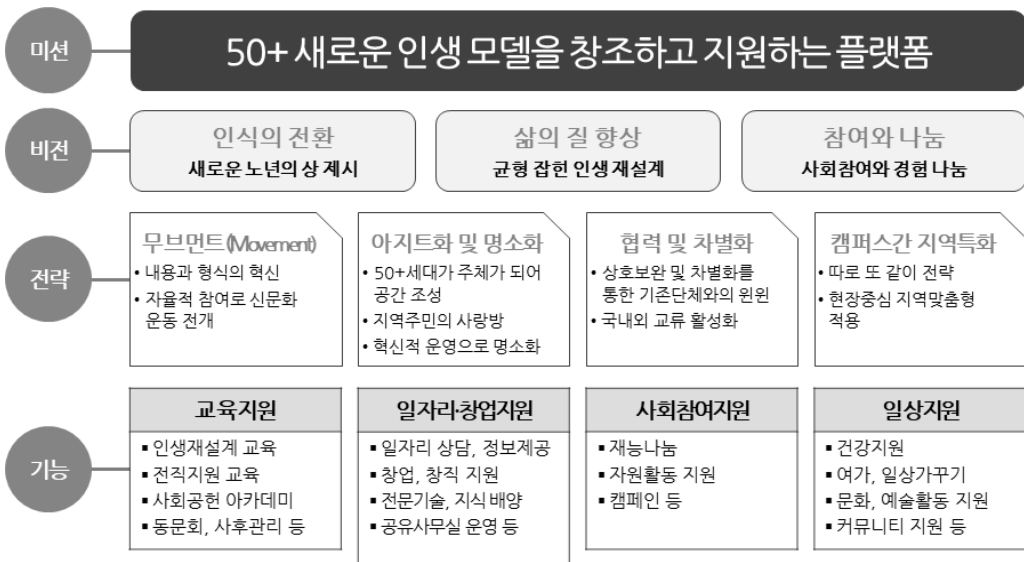 미션
50+ 새로운 인생 모델을 창조하고 지원하는 플랫폼
비전
인식의 전환
새로운 노년의 상 제시
삶의 질 향상
균형 잡힌 인생 재설계
참여와 나눔
사회참여와 경험 나눔
전략
무브먼트(Movement)
• 내용과 형식의 혁신
• 자율적 참여로 신문화
운동 전개
아지트화 및 명소화
• 50+세대가 주체가 되어
공간 조성
• 지역주민의 사랑방
• 혁신적 운영으로 명소화
협력 및 차별화
• 상호보완 및 차별화를
통한 기존단체와의 윈윈
• 국내외 교류 활성화
캠퍼스간 지역특화
• 따로 또 같이 전략
• 현장중심 지역맞춤형
적용
기능
교육지원
▪ 인생재설계 교육
▪ 전직지원 교육
▪ 사회공헌 아카데미
▪ 동문회, 사후관리 등
일자리·창업지원
▪ 일자리 상담, 정보제공
▪ 창업, 창직 지원
▪ 전문기술, 지식 배양
▪ 공유사무실 운영 등
사회참여지원
▪ 재능나눔
▪ 자원활동 지원
▪ 캠페인 등
일상지원
▪ 건강지원
▪ 여가, 일상가꾸기
▪ 문화, 예술활동 지원
▪ 커뮤니티 지원 등